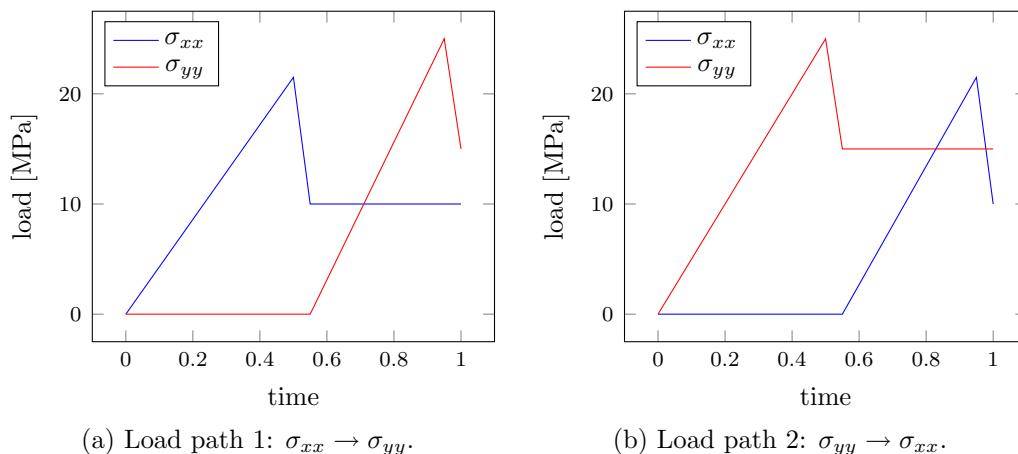 σxx
σyy
20
10
0
load [MPa]
0 0.2 0.4 0.6 0.8 1
time
(a) Load path 1: σxx → σyy.
σxx
σyy
20
10
0
load [MPa]
0 0.2 0.4 0.6 0.8 1
time
(b) Load path 2: σyy → σxx.